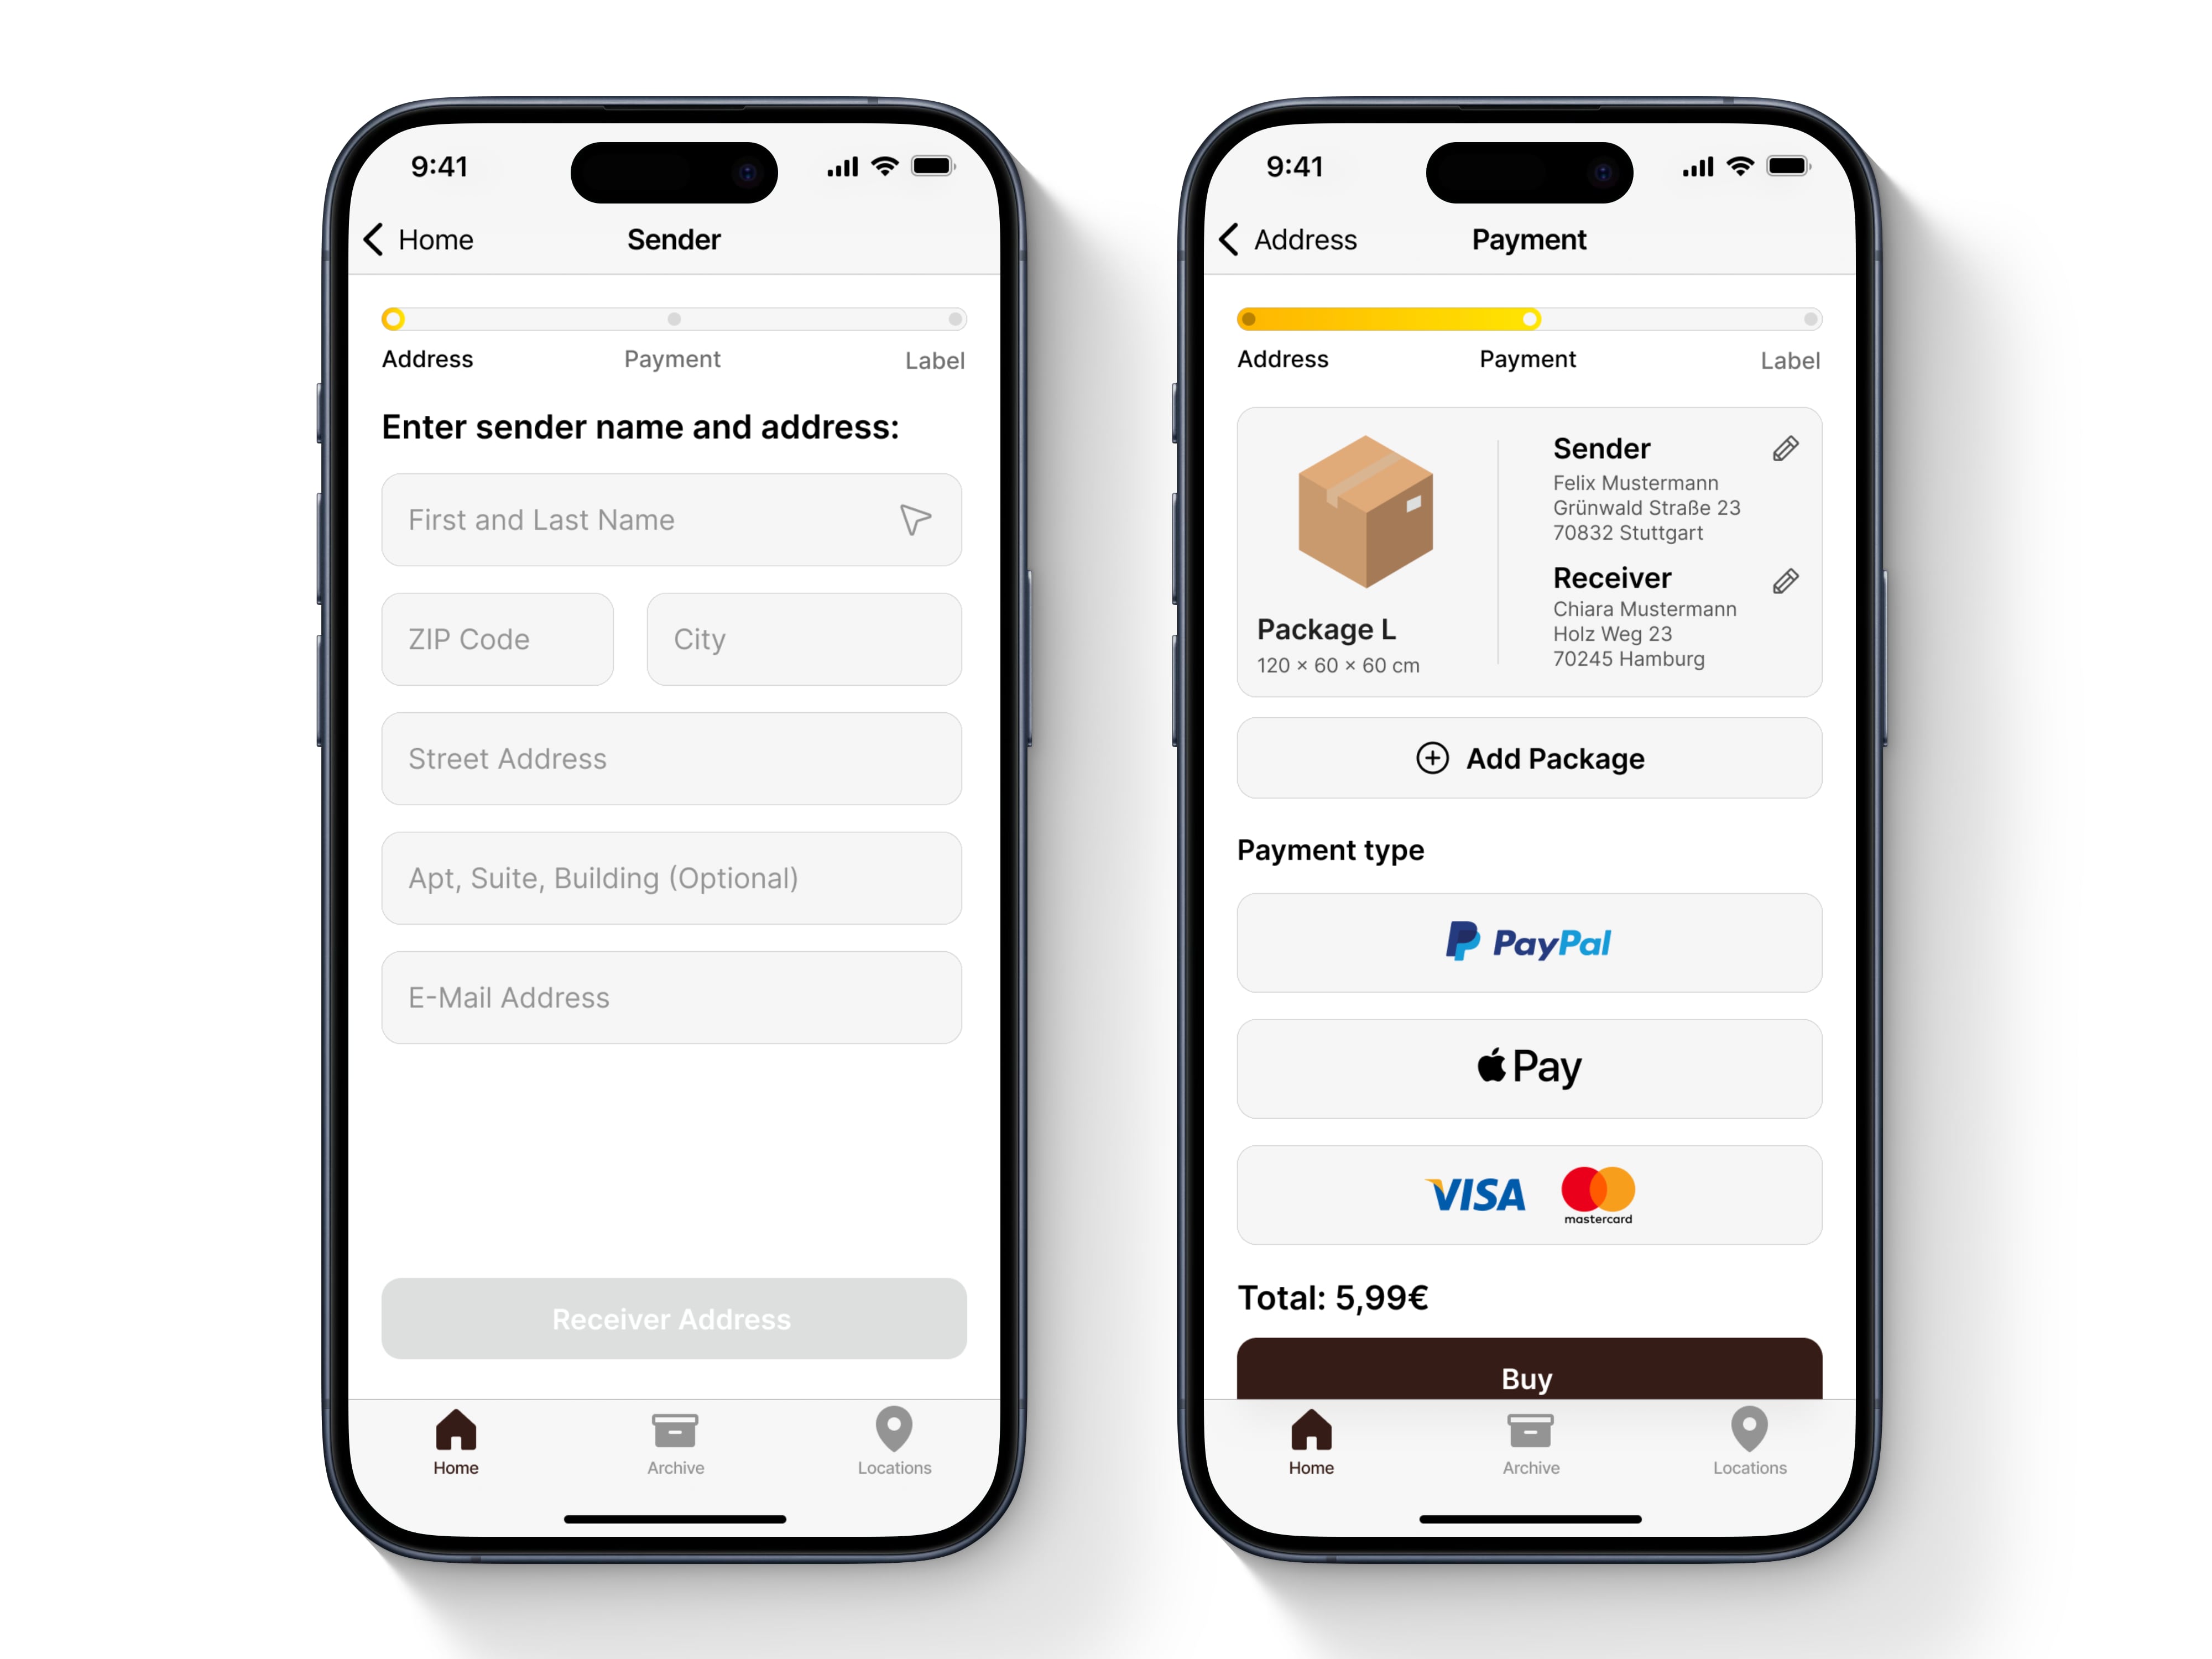 9:41
Home
Sender
Address Payment Label
Enter sender name and address:
First and Last Name
ZIP Code
City
Street Address
Apt, Suite, Building (Optional)
E-Mail Address
Receiver Address
Home Archive Locations
9:41
Address
Payment
Address Payment Label
Package L
120 × 60 × 60 cm
Sender
Felix Mustermann
Grünwald Straße 23
70832 Stuttgart
Receiver
Chiara Mustermann
Holz Weg 23
70245 Hamburg
Add Package
Payment type
PayPal
Pay
VISA
mastercard
Total: 5,99€
Buy
Home Archive Locations